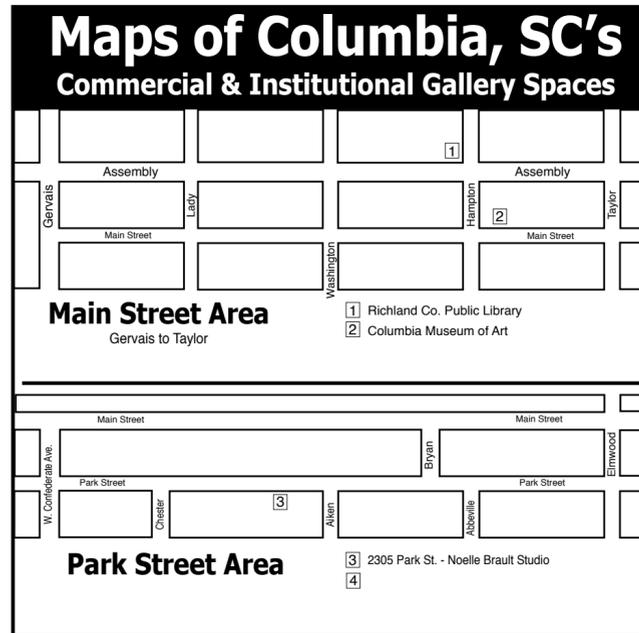 Maps of Columbia, SC's
Commercial & Institutional Gallery Spaces
1
Assembly
Assembly
Gervais
Lady
Hampton
Taylor
2
Main Street
Main Street
Washington
Main Street Area
Gervais to Taylor
1 Richland Co. Public Library
2 Columbia Museum of Art
Main Street
Main Street
W. Confederate Ave.
Bryan
Elmwood
Park Street
Park Street
Chester
3
Aiken
Abbeville
Park Street Area
3 2305 Park St. - Noelle Brault Studio
4